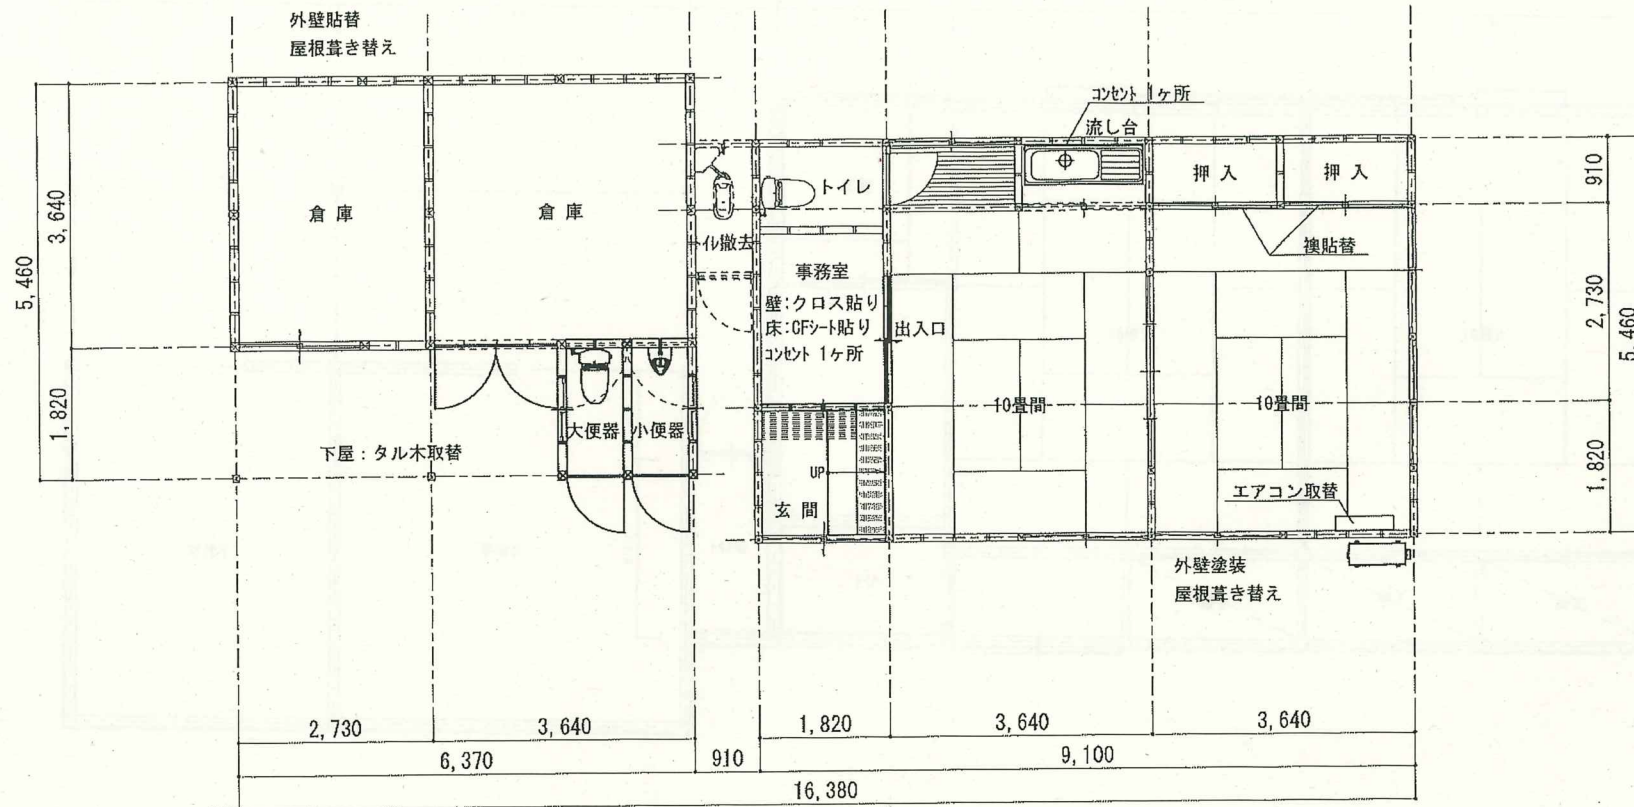 外壁貼替
屋根葺き替え
コンセント 1ヶ所
流し台
トイレ
押 入
押 入
倉 庫
倉 庫
トイレ撤去
襖貼替
事務室
壁:クロス貼り
床:CFシート貼り
コンセント 1ヶ所
出入口
10畳間
10畳間
大便器
小便器
下屋:タル木取替
UP
玄 関
エアコン取替
外壁塗装
屋根葺き替え
5,460
3,640
1,820
910
2,730
1,820
5,460
2,730
3,640
1,820
3,640
3,640
6,370
910
9,100
16,380